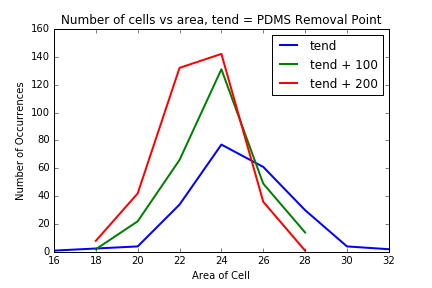 Number of cells vs area, tend = PDMS Removal Point
160
140
120
100
80
60
40
20
0
Number of Occurrences
tend
tend + 100
tend + 200
16 18 20 22 24 26 28 30 32
Area of Cell